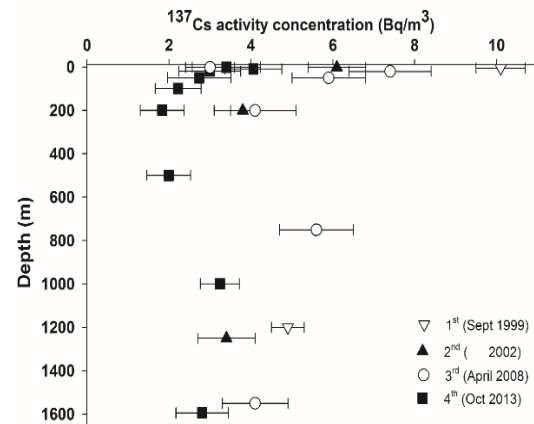 ¹³⁷Cs activity concentration (Bq/m³)
0 2 4 6 8 10
0
200
400
600
800
1000
1200
1400
1600
Depth (m)
1ˢᵗ (Sept 1999)
2ⁿᵈ ( 2002)
3ʳᵈ (April 2008)
4ᵗʰ (Oct 2013)